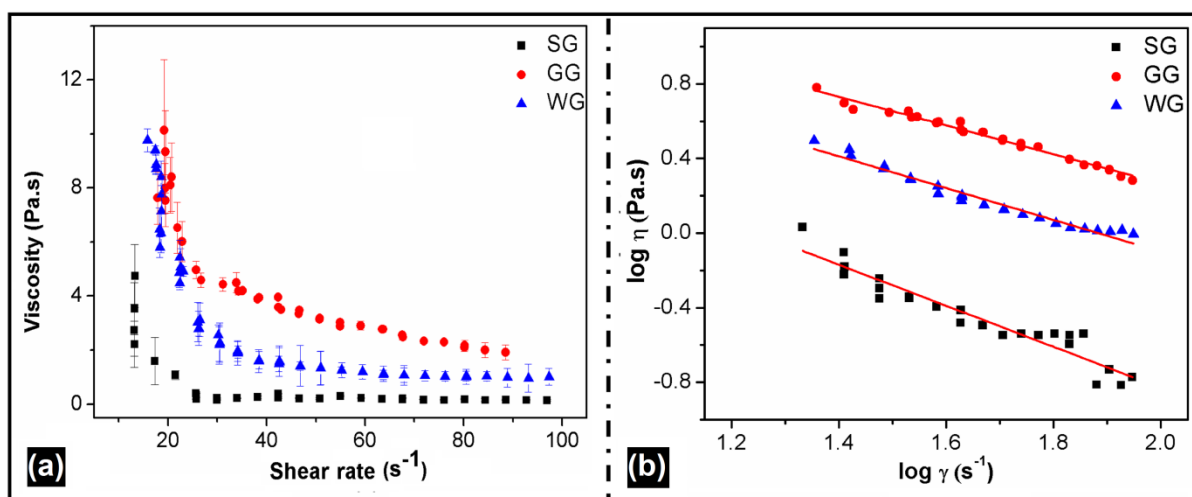 SG
GG
WG
12
8
4
0
Viscosity (Pa.s)
20 40 60 80 100
Shear rate (s⁻¹)
(a)
SG
GG
WG
0.8
0.4
0.0
-0.4
-0.8
log η (Pa.s)
1.2 1.4 1.6 1.8 2.0
log γ (s⁻¹)
(b)